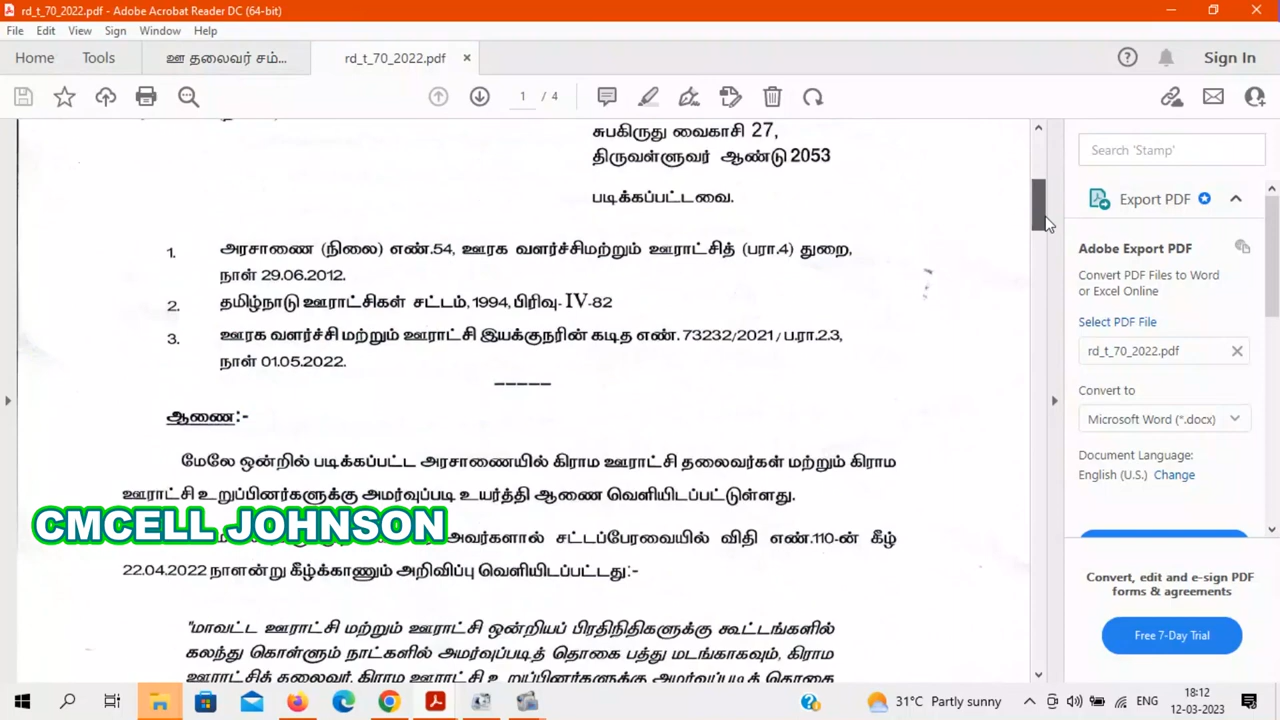 rd_t_70_2022.pdf - Adobe Acrobat Reader DC (64-bit)
File Edit View Sign Window Help
Home Tools ஊ தலைவர் சம்... rd_t_70_2022.pdf × Sign In
1 / 4
சுபகிருது வைகாசி 27,
திருவள்ளுவர் ஆண்டு 2053
படிக்கப்பட்டவை.
1. அரசாணை (நிலை) எண்.54, ஊரக வளர்ச்சிமற்றும் ஊராட்சித் (பரா.4) துறை,
நாள் 29.06.2012.
2. தமிழ்நாடு ஊராட்சிகள் சட்டம், 1994, பிரிவு- IV-82
3. ஊரக வளர்ச்சி மற்றும் ஊராட்சி இயக்குநரின் கடித எண். 73232/2021 / ப.ரா.2.3,
நாள் 01.05.2022.
-----
ஆணை:-
மேலே ஒன்றில் படிக்கப்பட்ட அரசாணையில் கிராம ஊராட்சி தலைவர்கள் மற்றும் கிராம
ஊராட்சி உறுப்பினர்களுக்கு அமர்வுப்படி உயர்த்தி ஆணை வெளியிடப்பட்டுள்ளது.
CMCELL JOHNSON
அவர்களால் சட்டப்பேரவையில் விதி எண்.110-ன் கீழ்
22.04.2022 நாளன்று கீழ்க்காணும் அறிவிப்பு வெளியிடப்பட்டது:-
"மாவட்ட ஊராட்சி மற்றும் ஊராட்சி ஒன்றியப் பிரதிநிதிகளுக்கு கூட்டங்களில்
கலந்து கொள்ளும் நாட்களில் அமர்வுப்படித் தொகை பத்து மடங்காகவும், கிராம
ஊராட்சித் தலைவர், கிராம ஊராட்சி உறுப்பினர்களுக்கு அமர்வுப்படித் தொகை
Search 'Stamp'
Export PDF
Adobe Export PDF
Convert PDF Files to Word
or Excel Online
Select PDF File
rd_t_70_2022.pdf ×
Convert to
Microsoft Word (*.docx)
Document Language:
English (U.S.) Change
Convert, edit and e-sign PDF
forms & agreements
Free 7-Day Trial
31°C Partly sunny ENG 18:12
12-03-2023